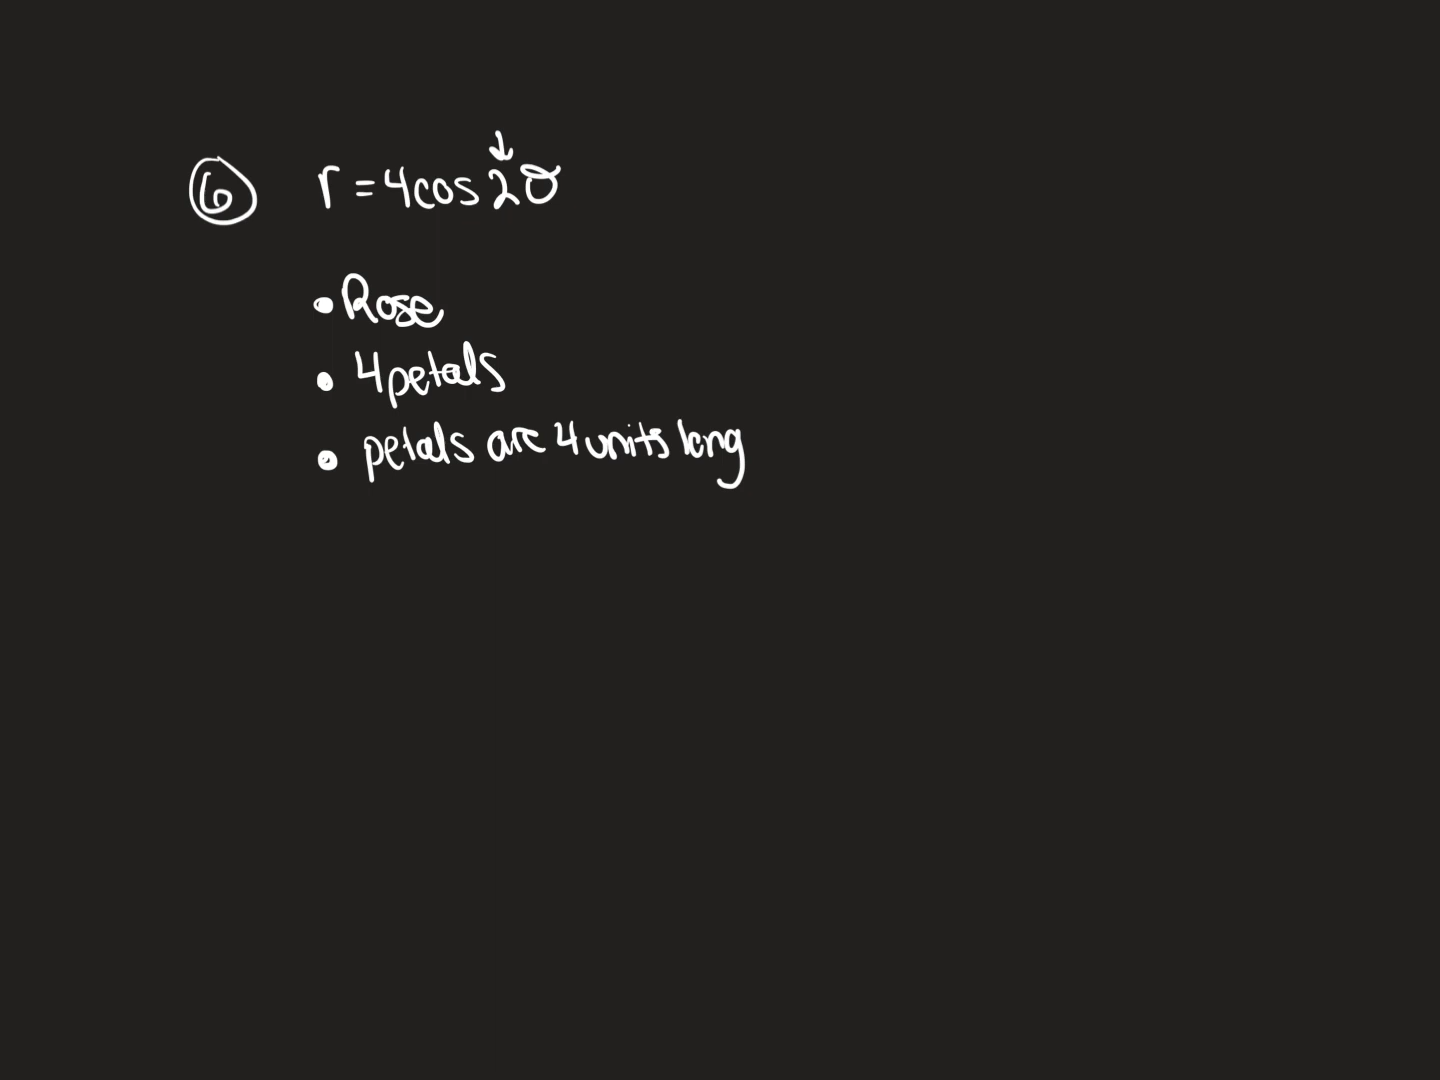 ⑥ r = 4cos 2θ
• Rose
• 4 petals
• petals are 4 units long